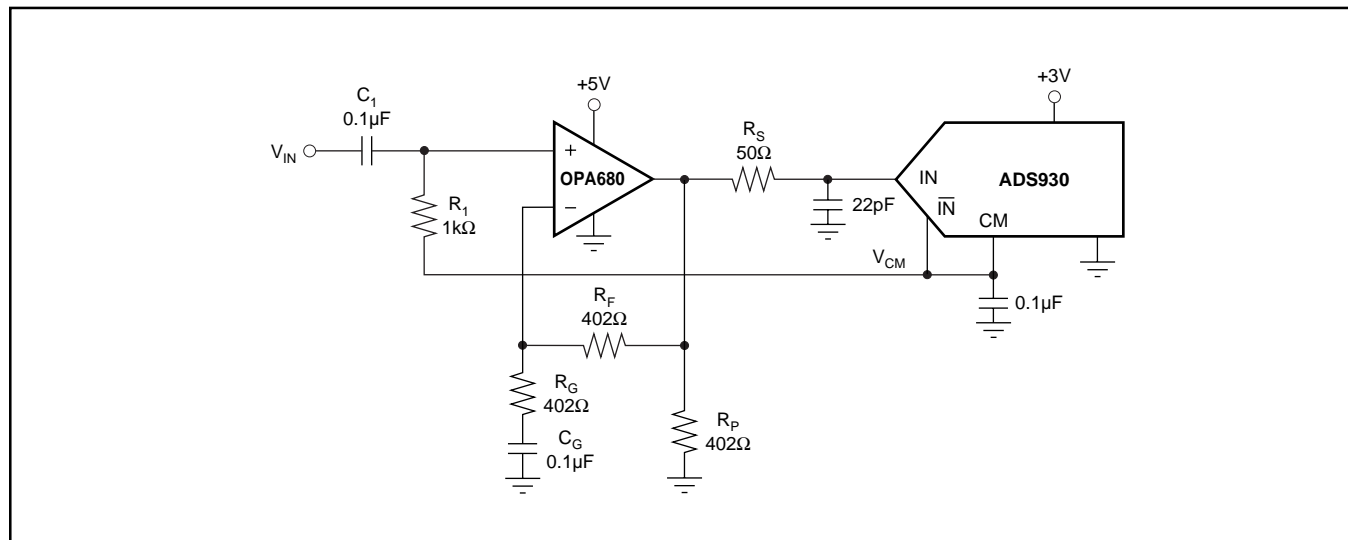 +5V
+3V
C1
0.1µF
VIN
+
OPA680
−
RS
50Ω
IN
ADS930
IN
CM
22pF
R1
1kΩ
VCM
0.1µF
RF
402Ω
RG
402Ω
RP
402Ω
CG
0.1µF